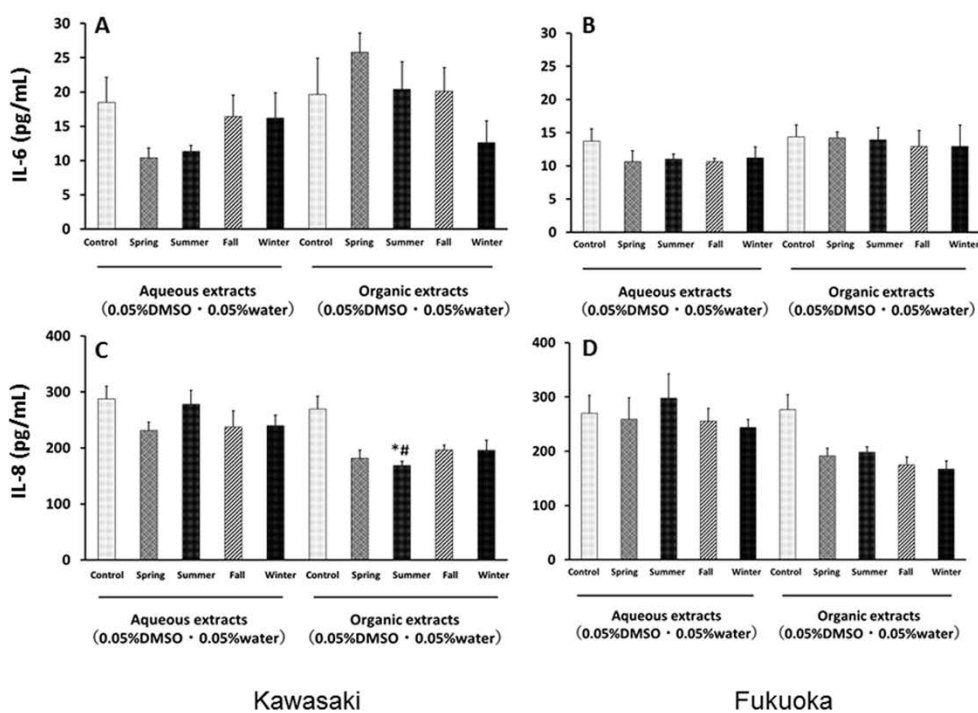 A
IL-6 (pg/mL)
30
25
20
15
10
5
0
Control Spring Summer Fall Winter Control Spring Summer Fall Winter
Aqueous extracts Organic extracts
(0.05%DMSO・0.05%water) (0.05%DMSO・0.05%water)
B
30
25
20
15
10
5
0
Control Spring Summer Fall Winter Control Spring Summer Fall Winter
Aqueous extracts Organic extracts
(0.05%DMSO・0.05%water) (0.05%DMSO・0.05%water)
C
IL-8 (pg/mL)
400
300
200
100
0
*#
Control Spring Summer Fall Winter Control Spring Summer Fall Winter
Aqueous extracts Organic extracts
(0.05%DMSO・0.05%water) (0.05%DMSO・0.05%water)
D
400
300
200
100
0
Control Spring Summer Fall Winter Control Spring Summer Fall Winter
Aqueous extracts Organic extracts
(0.05%DMSO・0.05%water) (0.05%DMSO・0.05%water)
Kawasaki Fukuoka